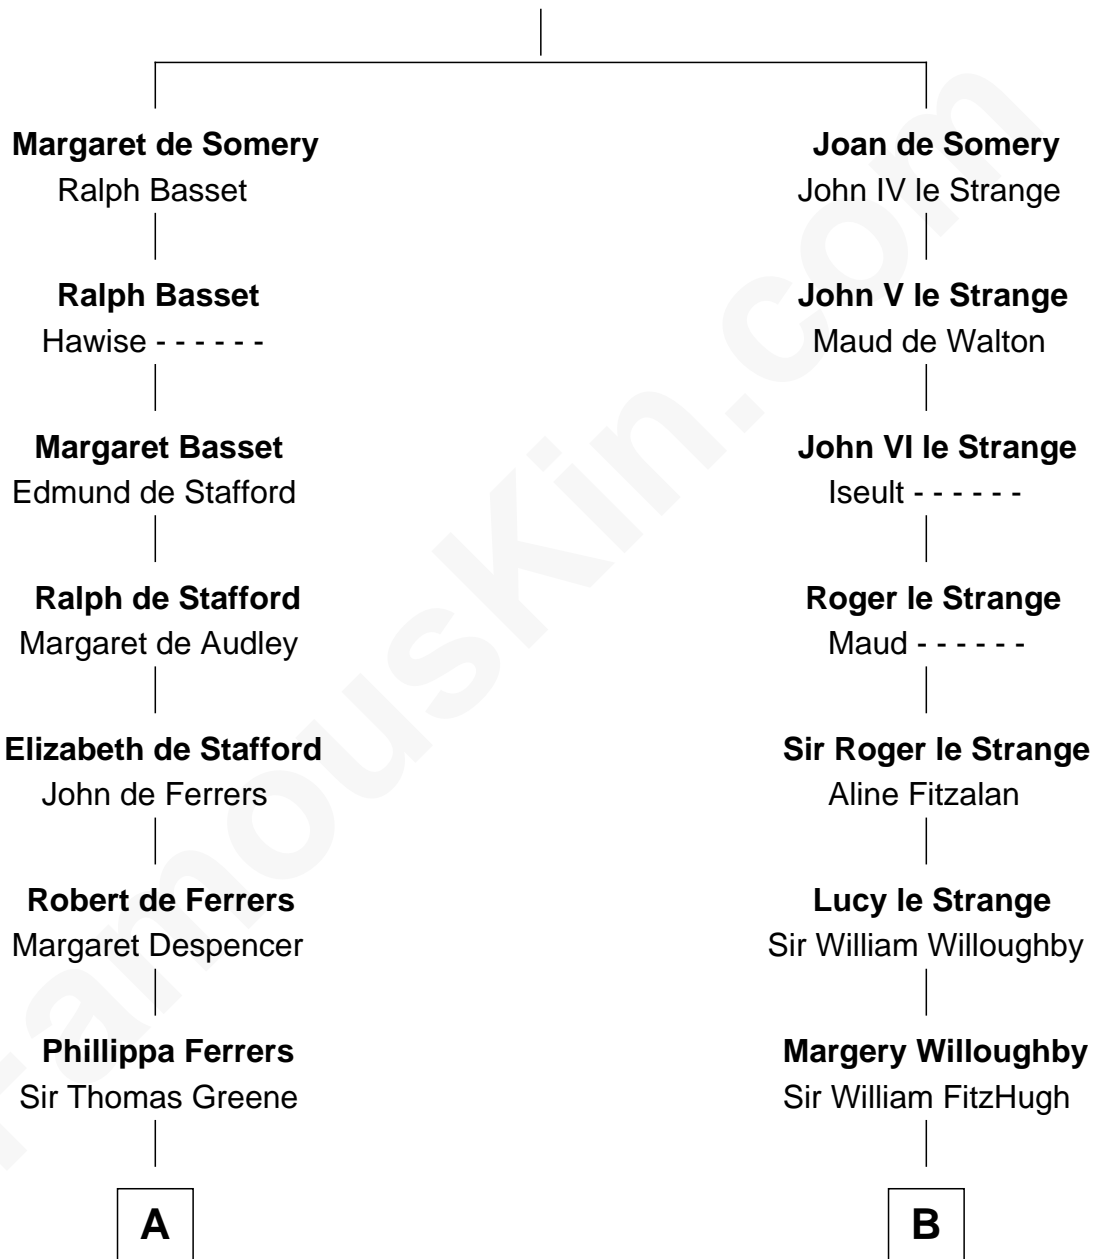 Margaret de Somery
Ralph Basset
Ralph Basset
Hawise - - - - - -
Margaret Basset
Edmund de Stafford
Ralph de Stafford
Margaret de Audley
Elizabeth de Stafford
John de Ferrers
Robert de Ferrers
Margaret Despencer
Phillippa Ferrers
Sir Thomas Greene
A
Joan de Somery
John IV le Strange
John V le Strange
Maud de Walton
John VI le Strange
Iseult - - - - - -
Roger le Strange
Maud - - - - - -
Sir Roger le Strange
Aline Fitzalan
Lucy le Strange
Sir William Willoughby
Margery Willoughby
Sir William FitzHugh
B
FamousKin.com